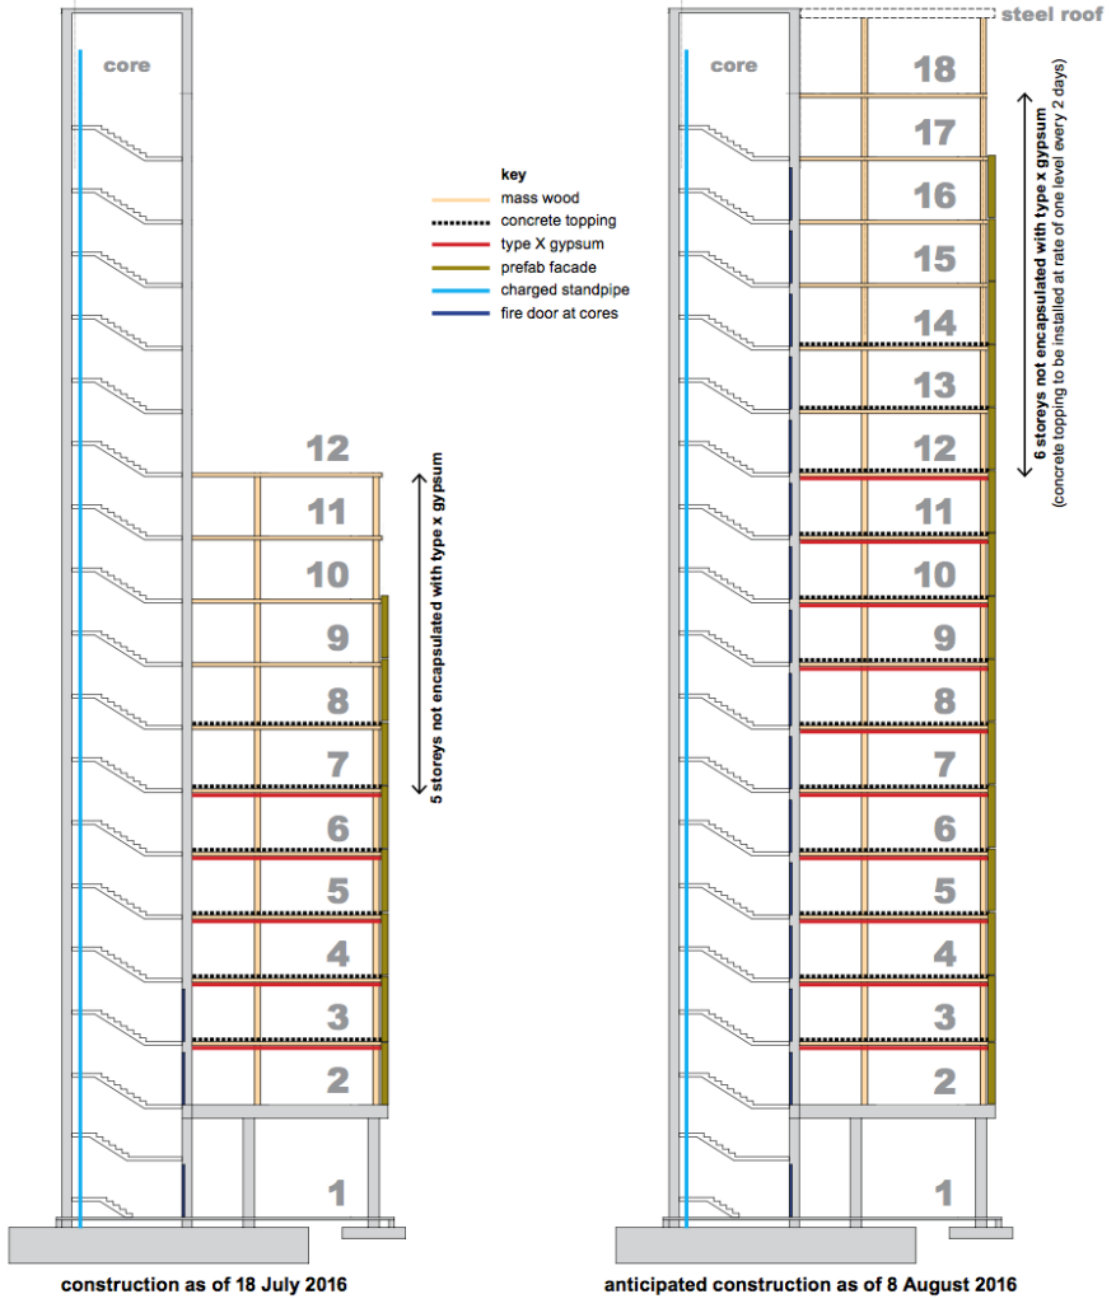 core
12
11
10
9
8
7
6
5
4
3
2
1
5 storeys not encapsulated with type x gypsum
construction as of 18 July 2016
key
mass wood
concrete topping
type X gypsum
prefab facade
charged standpipe
fire door at cores
steel roof
core
18
17
16
15
14
13
12
11
10
9
8
7
6
5
4
3
2
1
6 storeys not encapsulated with type x gypsum
(concrete topping to be installed at rate of one level every 2 days)
anticipated construction as of 8 August 2016